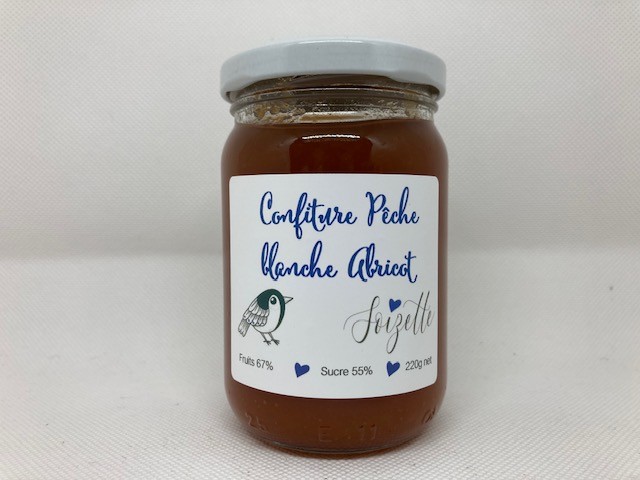 Confiture Pêche
blanche Abricot
Soizette
Fruits 67%
Sucre 55%
220g net